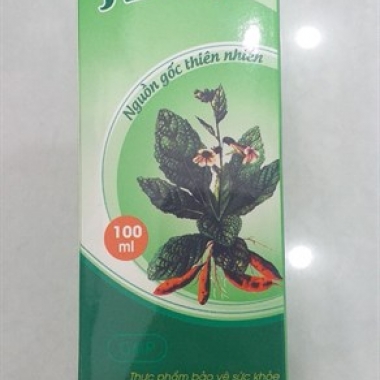 Nguồn gốc thiên nhiên
100
ml
Thực phẩm bảo vệ sức khỏe